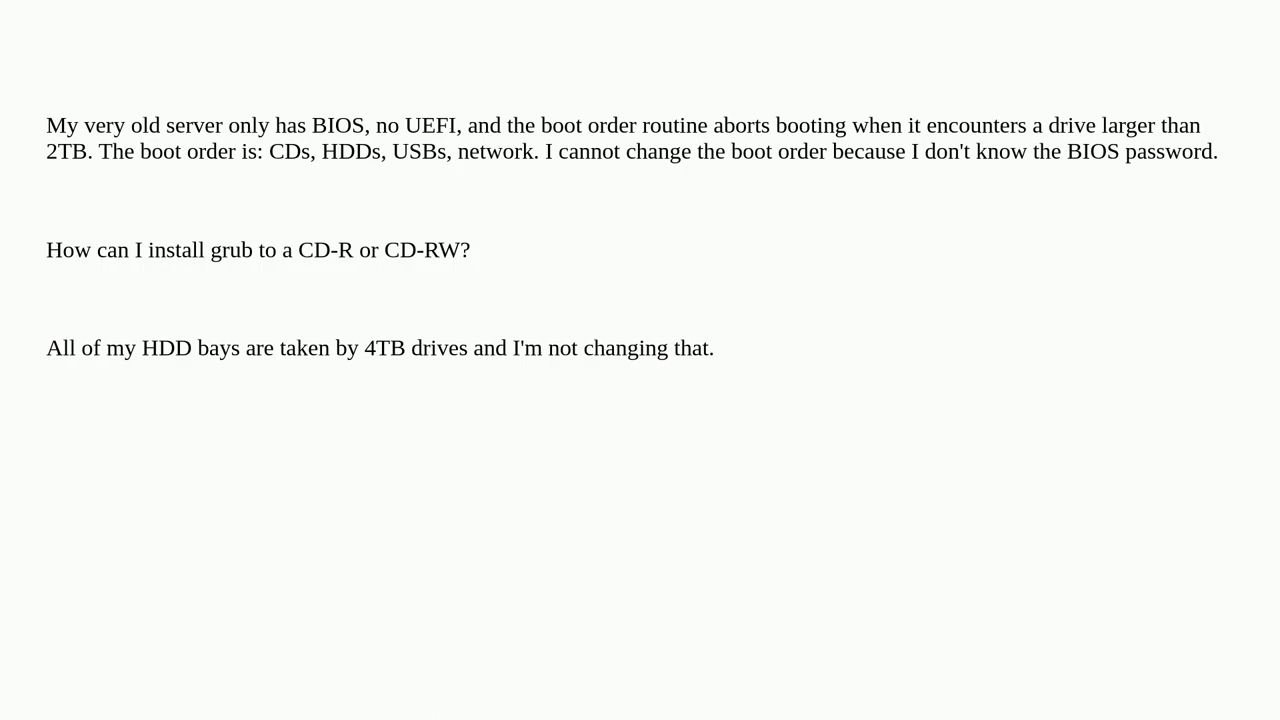 My very old server only has BIOS, no UEFI, and the boot order routine aborts booting when it encounters a drive larger than
2TB. The boot order is: CDs, HDDs, USBs, network. I cannot change the boot order because I don't know the BIOS password.
How can I install grub to a CD-R or CD-RW?
All of my HDD bays are taken by 4TB drives and I'm not changing that.